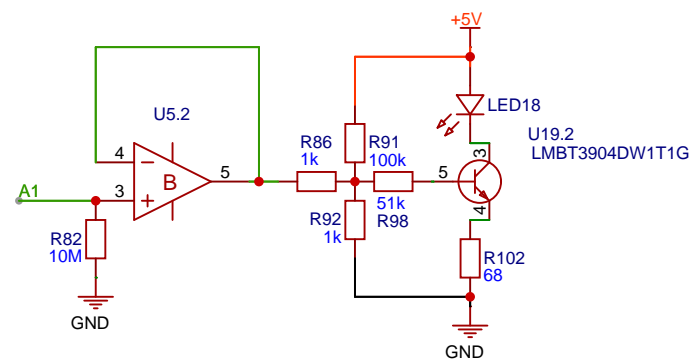 +5V
U5.2
LED18
U19.2
LMBT3904DW1T1G
R86
1k
R91
100k
3
4
B
5
5
A1
3
51k
R98
4
R92
1k
R82
10M
R102
68
GND
GND